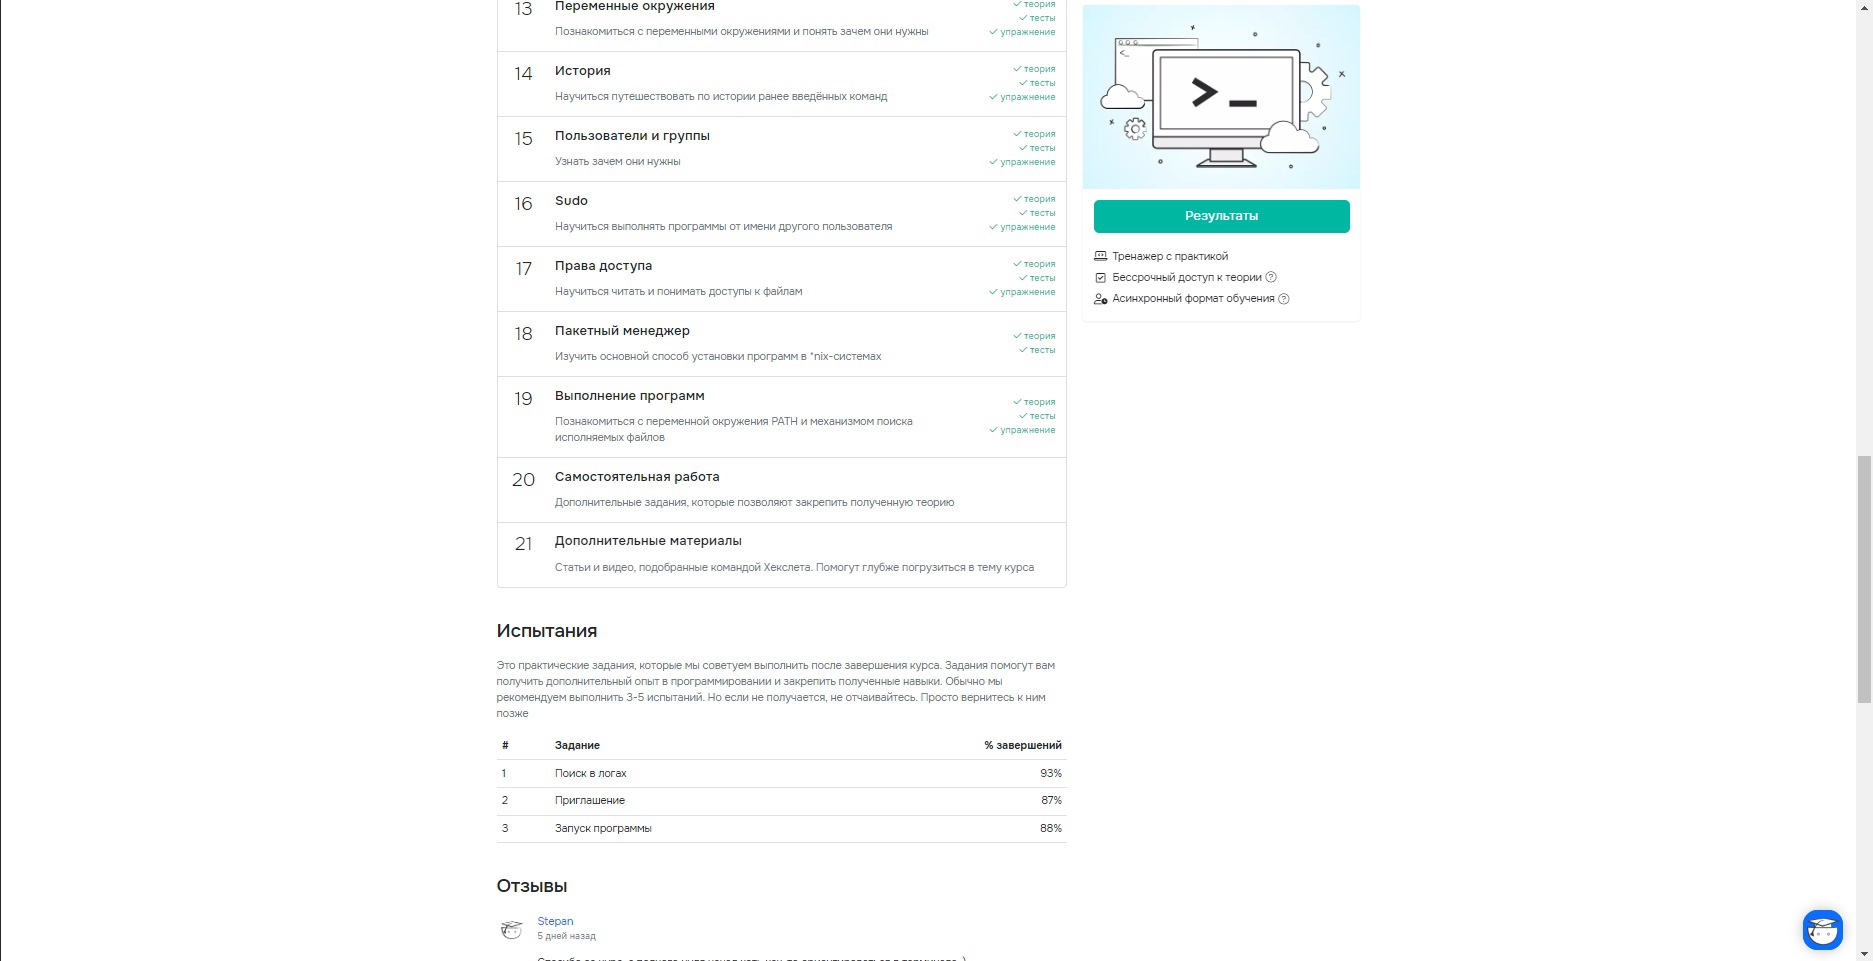 13 Переменные окружения
теория
тесты
Познакомиться с переменными окружениями и понять зачем они нужны
упражнение
14 История
теория
тесты
Научиться путешествовать по истории ранее введённых команд
упражнение
15 Пользователи и группы
теория
тесты
Узнать зачем они нужны
упражнение
16 Sudo
теория
тесты
Научиться выполнять программы от имени другого пользователя
упражнение
17 Права доступа
теория
тесты
Научиться читать и понимать доступы к файлам
упражнение
18 Пакетный менеджер
теория
тесты
Изучить основной способ установки программ в *nix-системах
19 Выполнение программ
теория
тесты
упражнение
Познакомиться с переменной окружения PATH и механизмом поиска
исполняемых файлов
20 Самостоятельная работа
Дополнительные задания, которые позволяют закрепить полученную теорию
21 Дополнительные материалы
Статьи и видео, подобранные командой Хекслета. Помогут глубже погрузиться в тему курса
Испытания
Это практические задания, которые мы советуем выполнить после завершения курса. Задания помогут вам
получить дополнительный опыт в программировании и закрепить полученные навыки. Обычно мы
рекомендуем выполнить 3-5 испытаний. Но если не получается, не отчаивайтесь. Просто вернитесь к ним
позже
# Задание % завершений
1 Поиск в логах 93%
2 Приглашение 87%
3 Запуск программы 88%
Отзывы
Stepan
5 дней назад
>_
Результаты
Тренажер с практикой
Бессрочный доступ к теории
Асинхронный формат обучения